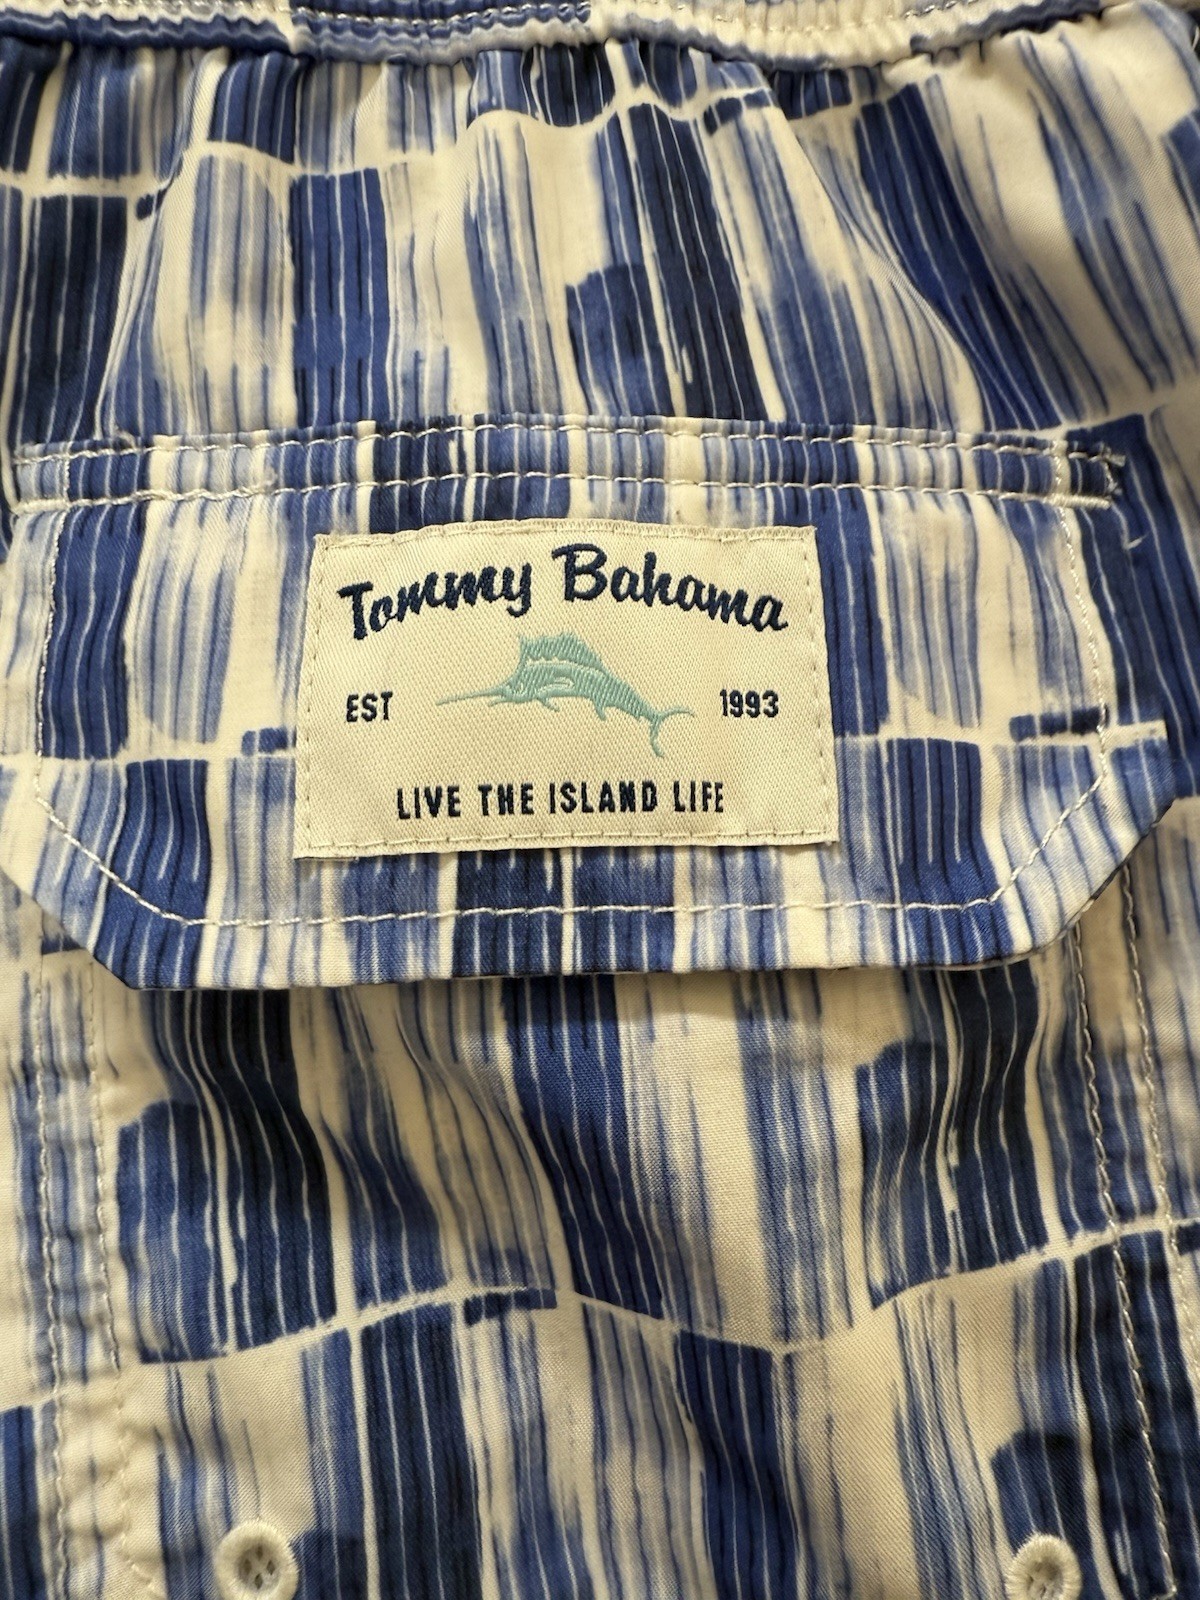 Tommy Bahama
EST 1993
LIVE THE ISLAND LIFE